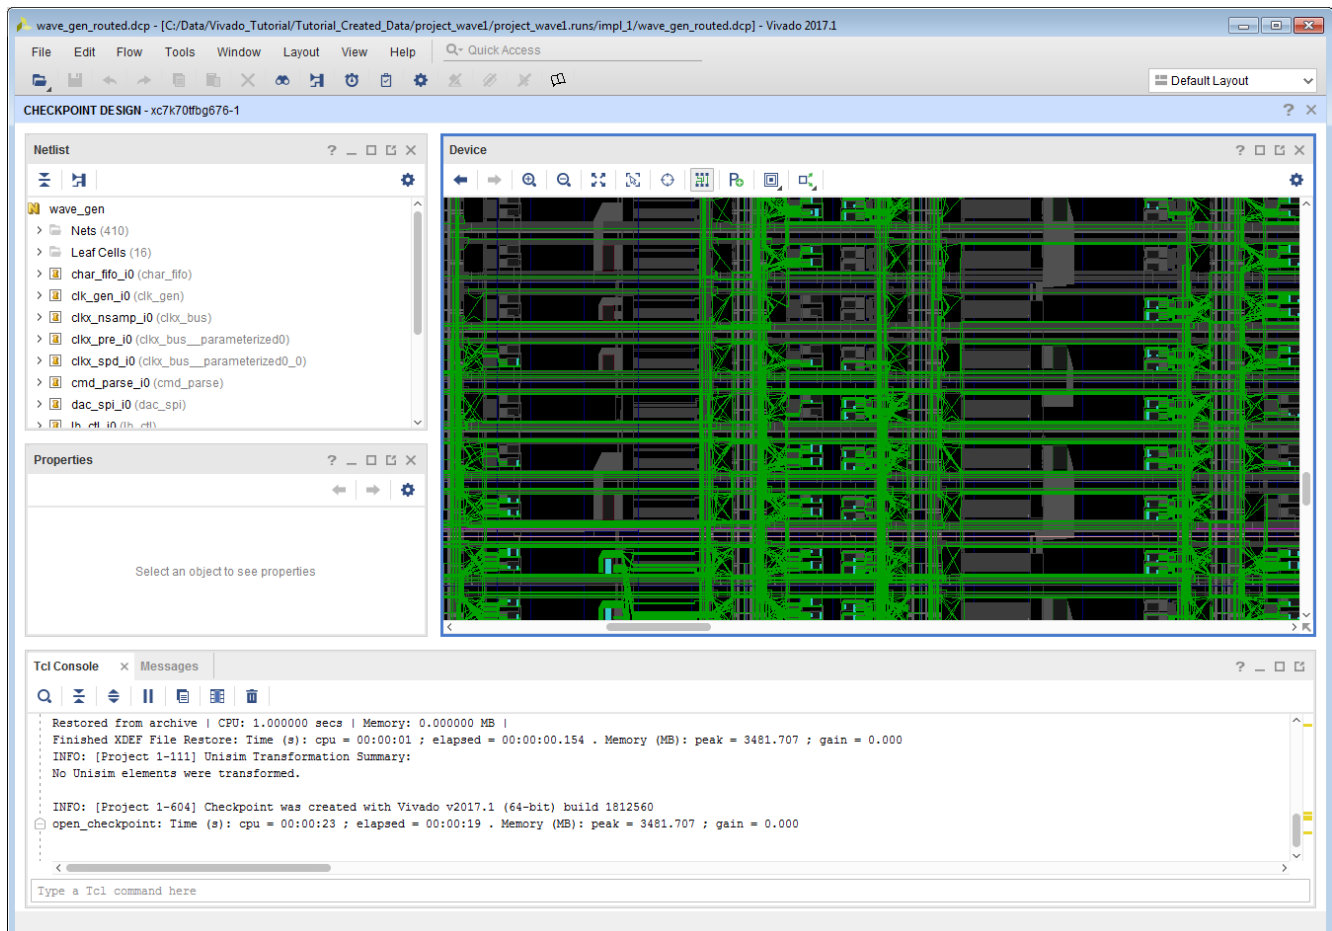 wave_gen_routed.dcp - [C:/Data/Vivado_Tutorial/Tutorial_Created_Data/project_wave1/project_wave1.runs/impl_1/wave_gen_routed.dcp] - Vivado 2017.1
File Edit Flow Tools Window Layout View Help Quick Access
Default Layout
CHECKPOINT DESIGN - xc7k70tfbg676-1
Netlist
wave_gen
Nets (410)
Leaf Cells (16)
char_fifo_i0 (char_fifo)
clk_gen_i0 (clk_gen)
clkx_nsamp_i0 (clkx_bus)
clkx_pre_i0 (clkx_bus__parameterized0)
clkx_spd_i0 (clkx_bus__parameterized0_0)
cmd_parse_i0 (cmd_parse)
dac_spi_i0 (dac_spi)
lb_ctl_i0 (lb_ctl)
Properties
Select an object to see properties
Device
Tcl Console Messages
Restored from archive | CPU: 1.000000 secs | Memory: 0.000000 MB |
Finished XDEF File Restore: Time (s): cpu = 00:00:01 ; elapsed = 00:00:00.154 . Memory (MB): peak = 3481.707 ; gain = 0.000
INFO: [Project 1-111] Unisim Transformation Summary:
No Unisim elements were transformed.
INFO: [Project 1-604] Checkpoint was created with Vivado v2017.1 (64-bit) build 1812560
open_checkpoint: Time (s): cpu = 00:00:23 ; elapsed = 00:00:19 . Memory (MB): peak = 3481.707 ; gain = 0.000
Type a Tcl command here